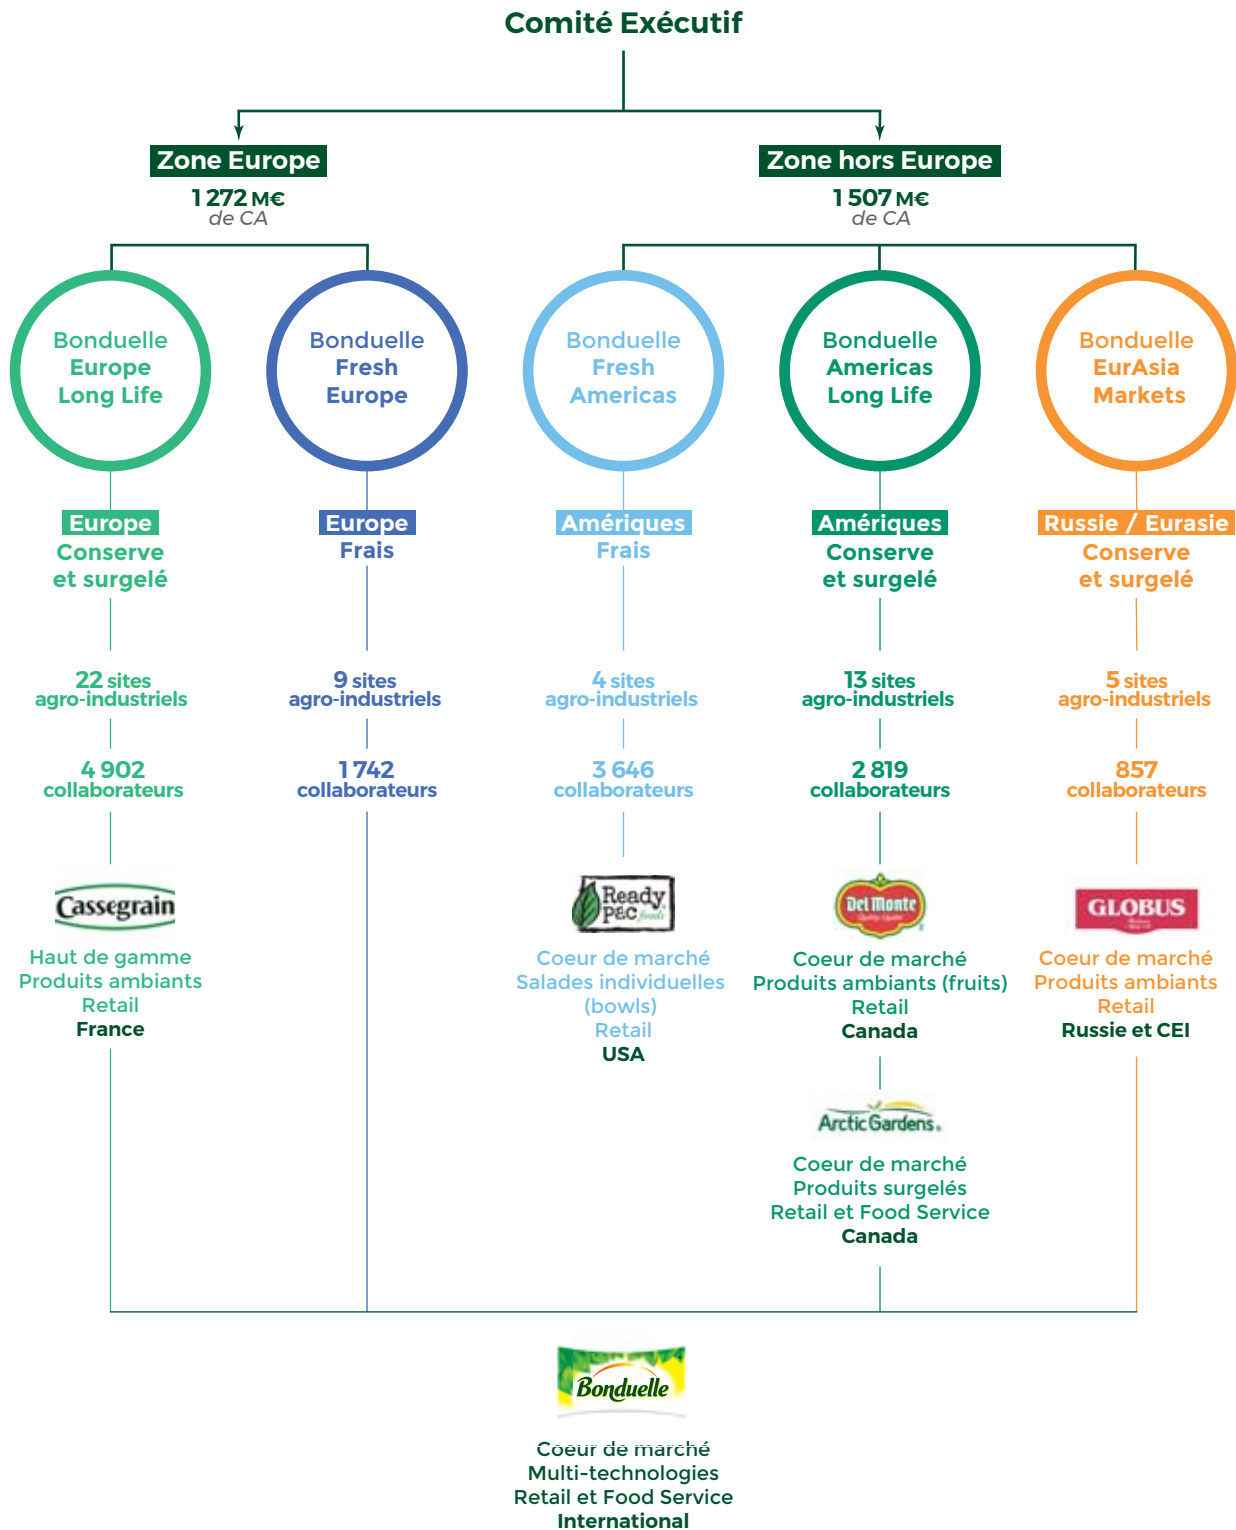 Comité Exécutif
Zone Europe
1 272 M€
de CA
Zone hors Europe
1 507 M€
de CA
Bonduelle
Europe
Long Life
Bonduelle
Fresh
Europe
Bonduelle
Fresh
Americas
Bonduelle
Americas
Long Life
Bonduelle
EurAsia
Markets
Europe
Conserve
et surgelé
Europe
Frais
Amériques
Frais
Amériques
Conserve
et surgelé
Russie / Eurasie
Conserve
et surgelé
22 sites
agro-industriels
9 sites
agro-industriels
4 sites
agro-industriels
13 sites
agro-industriels
5 sites
agro-industriels
4 902
collaborateurs
1 742
collaborateurs
3 646
collaborateurs
2 819
collaborateurs
857
collaborateurs
Cassegrain
Haut de gamme
Produits ambiants
Retail
France
Ready
pac foods
Coeur de marché
Salades individuelles
(bowls)
Retail
USA
Del Monte
Quality
Coeur de marché
Produits ambiants (fruits)
Retail
Canada
Arctic Gardens
Coeur de marché
Produits surgelés
Retail et Food Service
Canada
GLOBUS
Coeur de marché
Produits ambiants
Retail
Russie et CEI
Bonduelle
Coeur de marché
Multi-technologies
Retail et Food Service
International